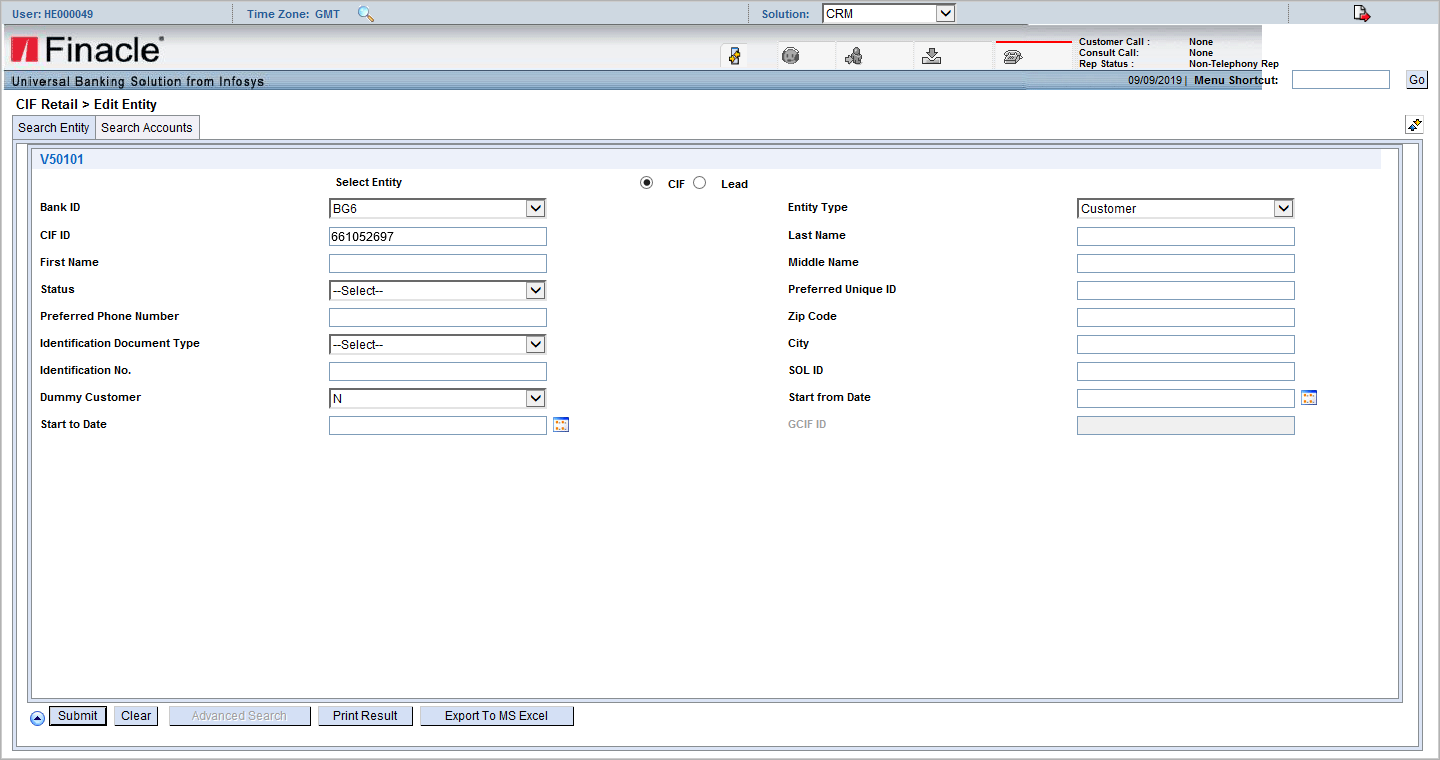 User: HE000049 Time Zone: GMT Solution: CRM
Finacle
Customer Call : None
Consult Call: None
Rep Status : Non-Telephony Rep
Universal Banking Solution from Infosys 09/09/2019 | Menu Shortcut: Go
CIF Retail > Edit Entity
Search Entity Search Accounts
V50101
Select Entity CIF Lead
Bank ID BG6 Entity Type Customer
CIF ID 661052697 Last Name
First Name Middle Name
Status --Select-- Preferred Unique ID
Preferred Phone Number Zip Code
Identification Document Type --Select-- City
Identification No. SOL ID
Dummy Customer N Start from Date
Start to Date GCIF ID
Submit Clear Advanced Search Print Result Export To MS Excel